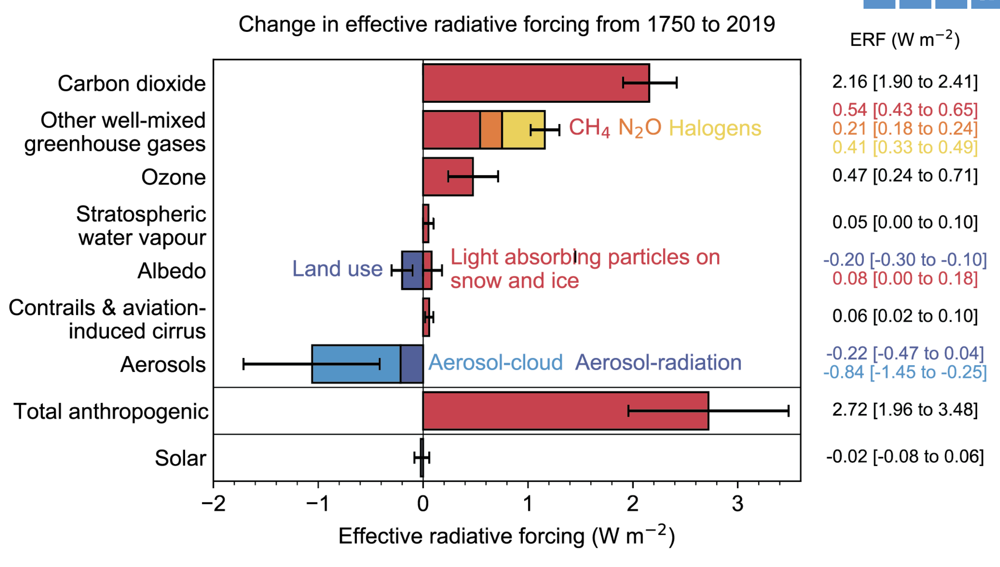 Change in effective radiative forcing from 1750 to 2019
ERF (W m⁻²)
Carbon dioxide
2.16 [1.90 to 2.41]
Other well-mixed
greenhouse gases
CH₄ N₂O Halogens
0.54 [0.43 to 0.65]
0.21 [0.18 to 0.24]
0.41 [0.33 to 0.49]
Ozone
0.47 [0.24 to 0.71]
Stratospheric
water vapour
0.05 [0.00 to 0.10]
Albedo
Land use
Light absorbing particles on
snow and ice
-0.20 [-0.30 to -0.10]
0.08 [0.00 to 0.18]
Contrails & aviation-
induced cirrus
0.06 [0.02 to 0.10]
Aerosols
Aerosol-cloud Aerosol-radiation
-0.22 [-0.47 to 0.04]
-0.84 [-1.45 to -0.25]
Total anthropogenic
2.72 [1.96 to 3.48]
Solar
-0.02 [-0.08 to 0.06]
−2 −1 0 1 2 3
Effective radiative forcing (W m⁻²)